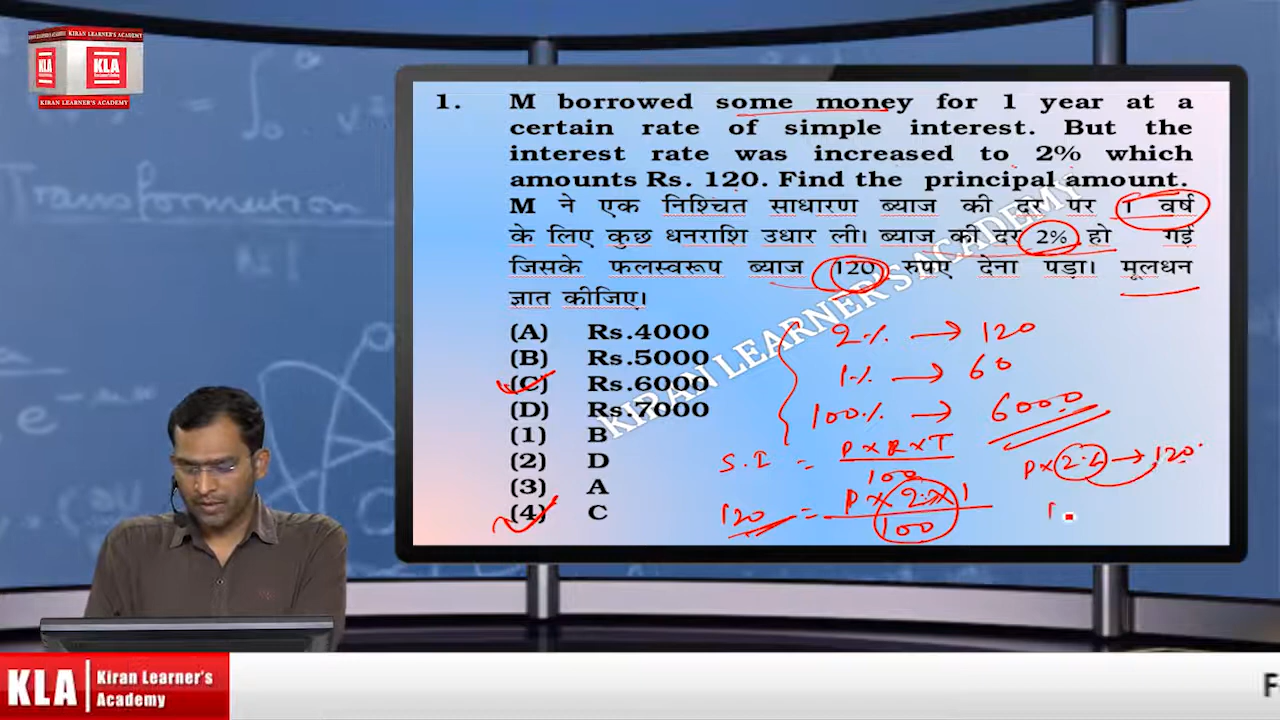 KIRAN LEARNER'S ACADEMY
KLA
KLA
KIRAN LEARNER'S ACADEMY
Transformation
1. M borrowed some money for 1 year at a
certain rate of simple interest. But the
interest rate was increased to 2% which
amounts Rs. 120. Find the principal amount.
M ने एक निश्चित साधारण ब्याज की दर पर 1 वर्ष
के लिए कुछ धनराशि उधार ली। ब्याज की दर 2% हो गई
जिसके फलस्वरूप ब्याज 120 रुपए देना पड़ा। मूलधन
ज्ञात कीजिए।
(A) Rs.4000
(B) Rs.5000
(C) Rs.6000
(D) Rs.7000
(1) B
(2) D
(3) A
(4) C
KIRAN LEARNER'S ACADEMY
2% → 120
1% → 60
100% → 6000
S.I = P×R×T
100
P×2% → 120
120 = P×2×1
100
KLA
Kiran Learner's
Academy
F